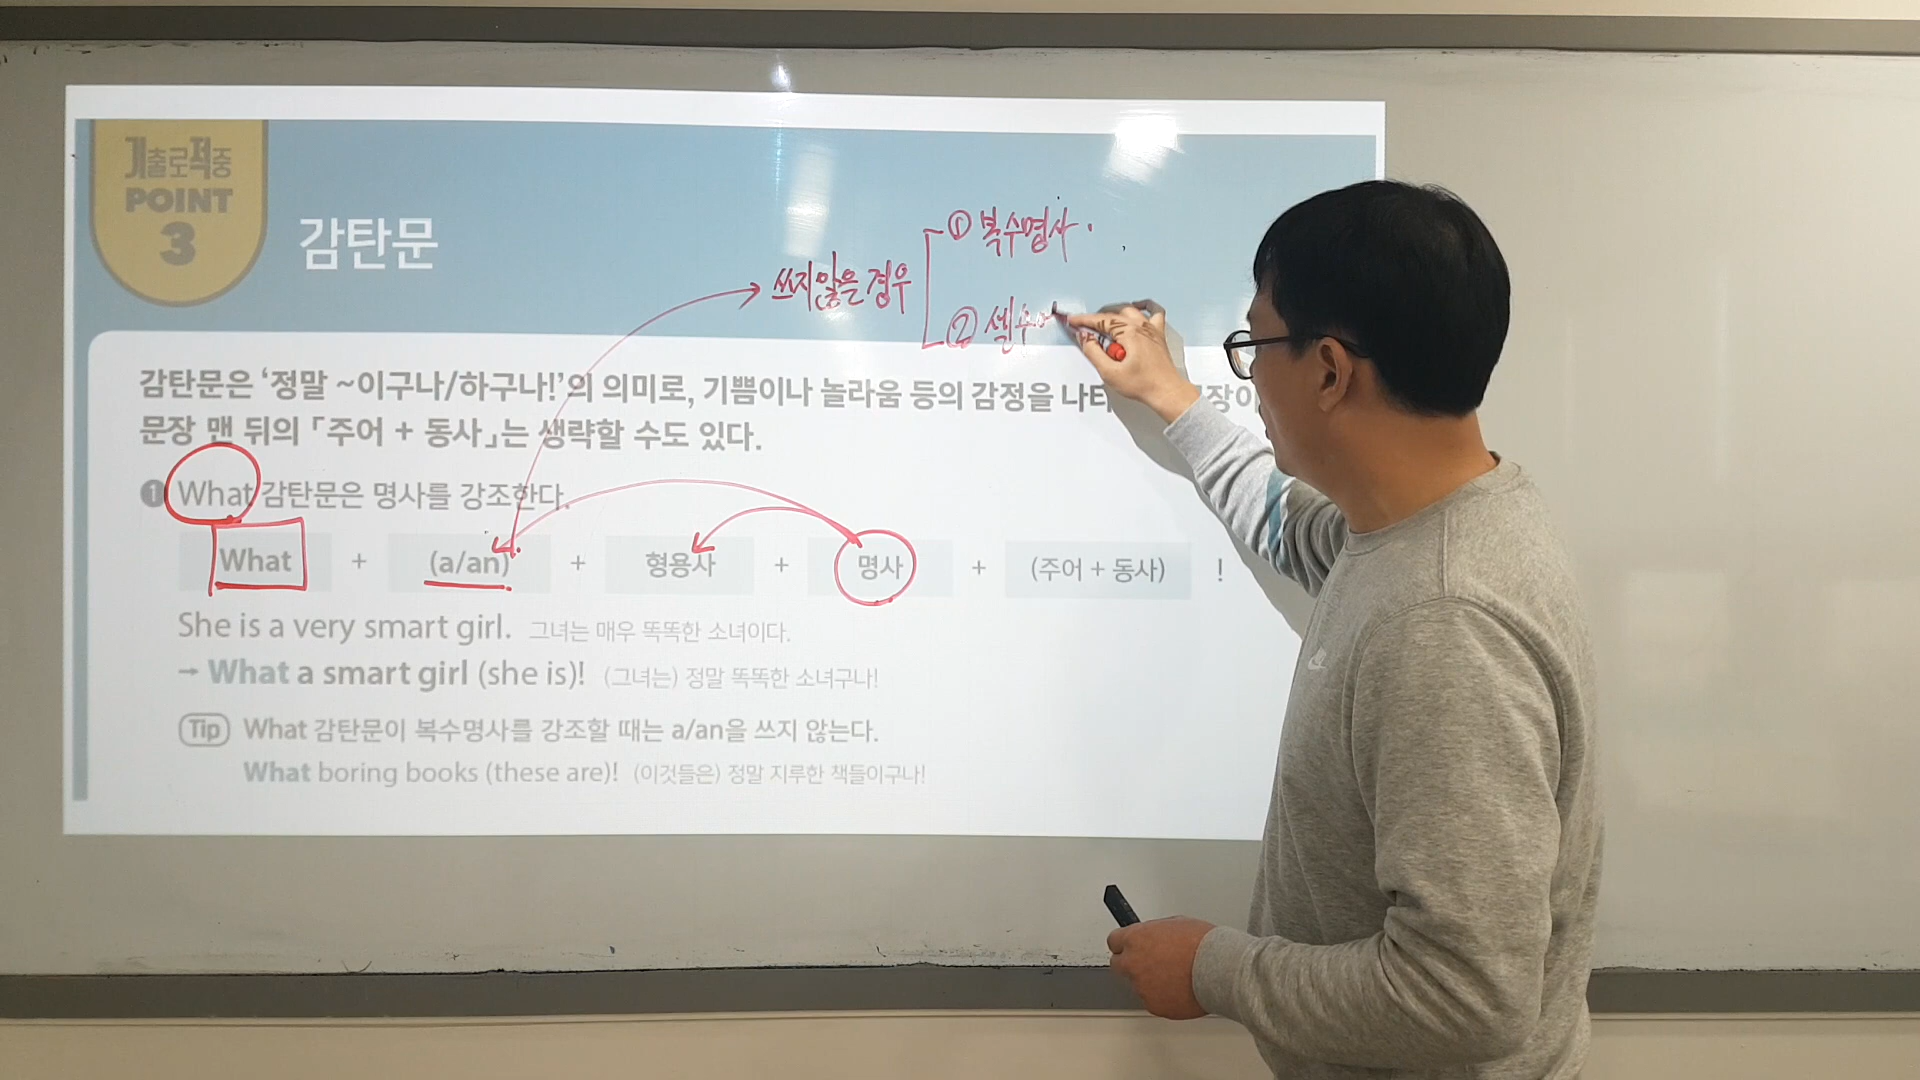 기출로적중
POINT
3
감탄문
쓰지않은경우
① 복수명사.
② 셀수
감탄문은 ‘정말 ~이구나/하구나!’의 의미로, 기쁨이나 놀라움 등의 감정을 나타
문장 맨 뒤의 「주어 + 동사」는 생략할 수도 있다.
❶ What 감탄문은 명사를 강조한다.
What + (a/an) + 형용사 + 명사 + (주어 + 동사) !
She is a very smart girl. 그녀는 매우 똑똑한 소녀이다.
→ What a smart girl (she is)! (그녀는) 정말 똑똑한 소녀구나!
Tip What 감탄문이 복수명사를 강조할 때는 a/an을 쓰지 않는다.
What boring books (these are)! (이것들은) 정말 지루한 책들이구나!